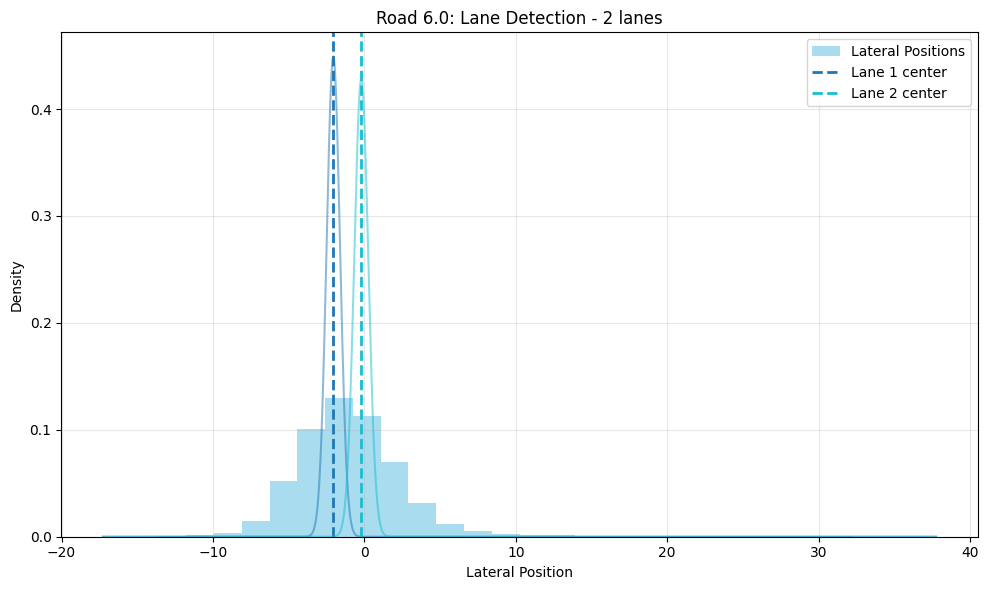 Road 6.0: Lane Detection - 2 lanes
Lateral Positions
Lane 1 center
Lane 2 center
Density
0.4
0.3
0.2
0.1
0.0
−20
−10
0
10
20
30
40
Lateral Position